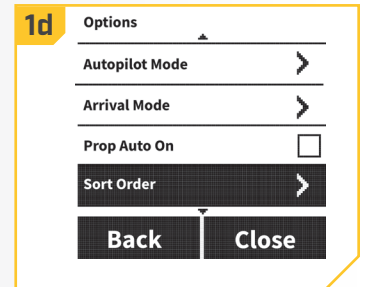 1d
Options
Autopilot Mode
Arrival Mode
Prop Auto On
Sort Order
Back Close